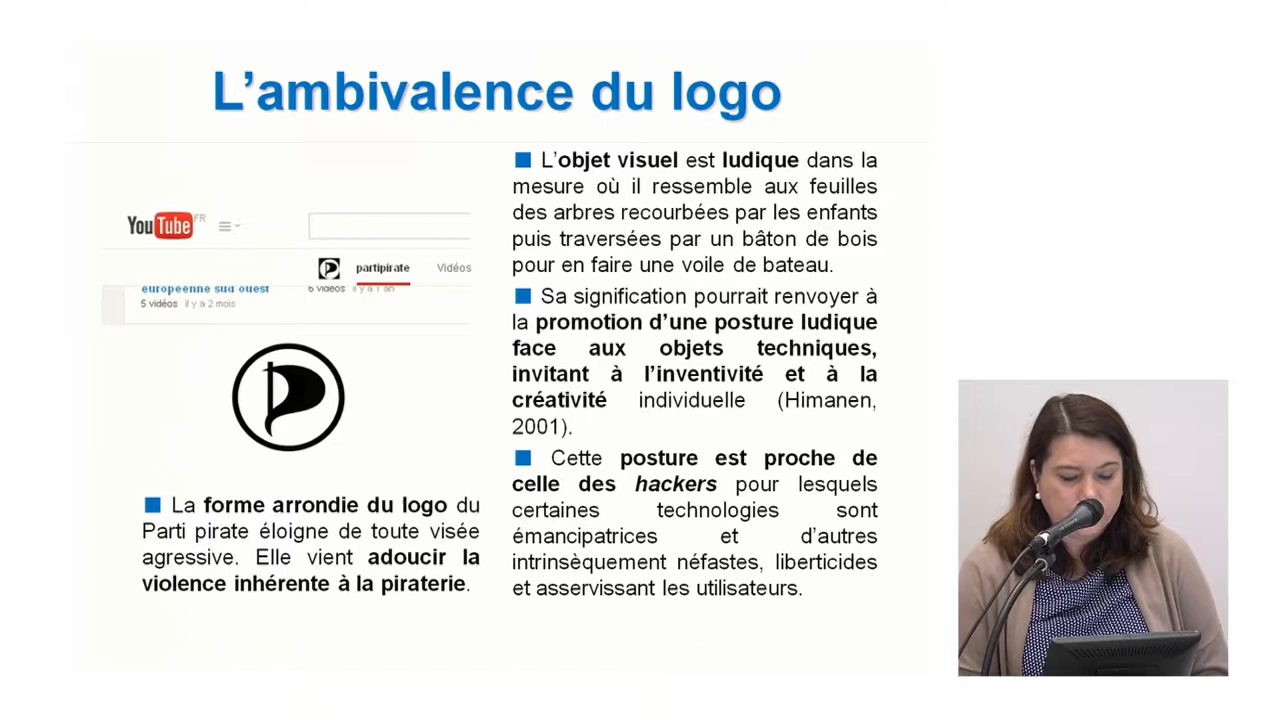 L’ambivalence du logo
YouTube FR
partipirate Vidéos
européenne sud ouest
5 vidéos il y a 2 mois
6 vidéos il y a 1 an
La forme arrondie du logo du
Parti pirate éloigne de toute visée
agressive. Elle vient adoucir la
violence inhérente à la piraterie.
L’objet visuel est ludique dans la
mesure où il ressemble aux feuilles
des arbres recourbées par les enfants
puis traversées par un bâton de bois
pour en faire une voile de bateau.
Sa signification pourrait renvoyer à
la promotion d’une posture ludique
face aux objets techniques,
invitant à l’inventivité et à la
créativité individuelle (Himanen,
2001).
Cette posture est proche de
celle des hackers pour lesquels
certaines technologies sont
émancipatrices et d’autres
intrinsèquement néfastes, liberticides
et asservissant les utilisateurs.